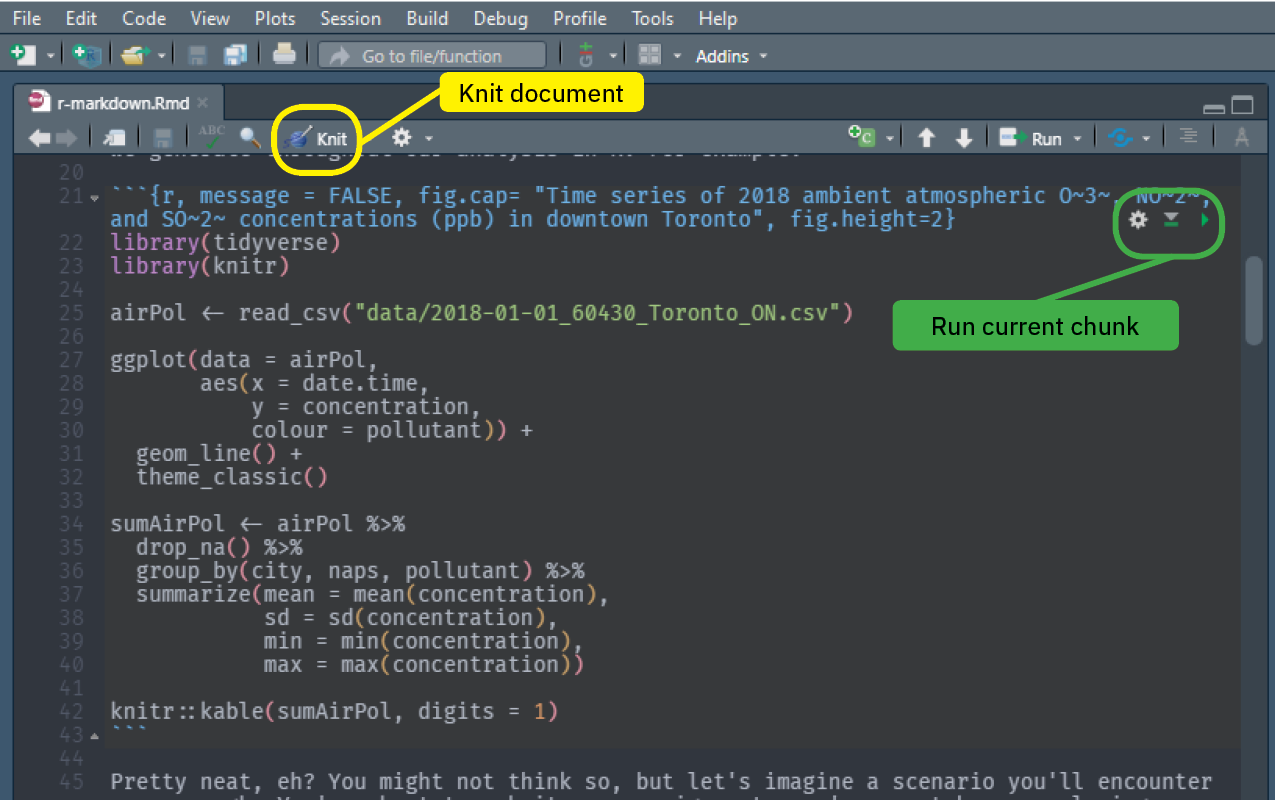 File Edit Code View Plots Session Build Debug Profile Tools Help
Go to file/function Addins
Knit document
r-markdown.Rmd
ABC Knit Run
20
21 ```{r, message = FALSE, fig.cap= "Time series of 2018 ambient atmospheric O~3~, NO~2~,
and SO~2~ concentrations (ppb) in downtown Toronto", fig.height=2}
22 library(tidyverse)
23 library(knitr)
24
25 airPol <- read_csv("data/2018-01-01_60430_Toronto_ON.csv")
Run current chunk
26
27 ggplot(data = airPol,
28 aes(x = date.time,
29 y = concentration,
30 colour = pollutant)) +
31 geom_line() +
32 theme_classic()
33
34 sumAirPol <- airPol %>%
35 drop_na() %>%
36 group_by(city, naps, pollutant) %>%
37 summarize(mean = mean(concentration),
38 sd = sd(concentration),
39 min = min(concentration),
40 max = max(concentration))
41
42 knitr::kable(sumAirPol, digits = 1)
43 ```
44
45 Pretty neat, eh? You might not think so, but let's imagine a scenario you'll encounter